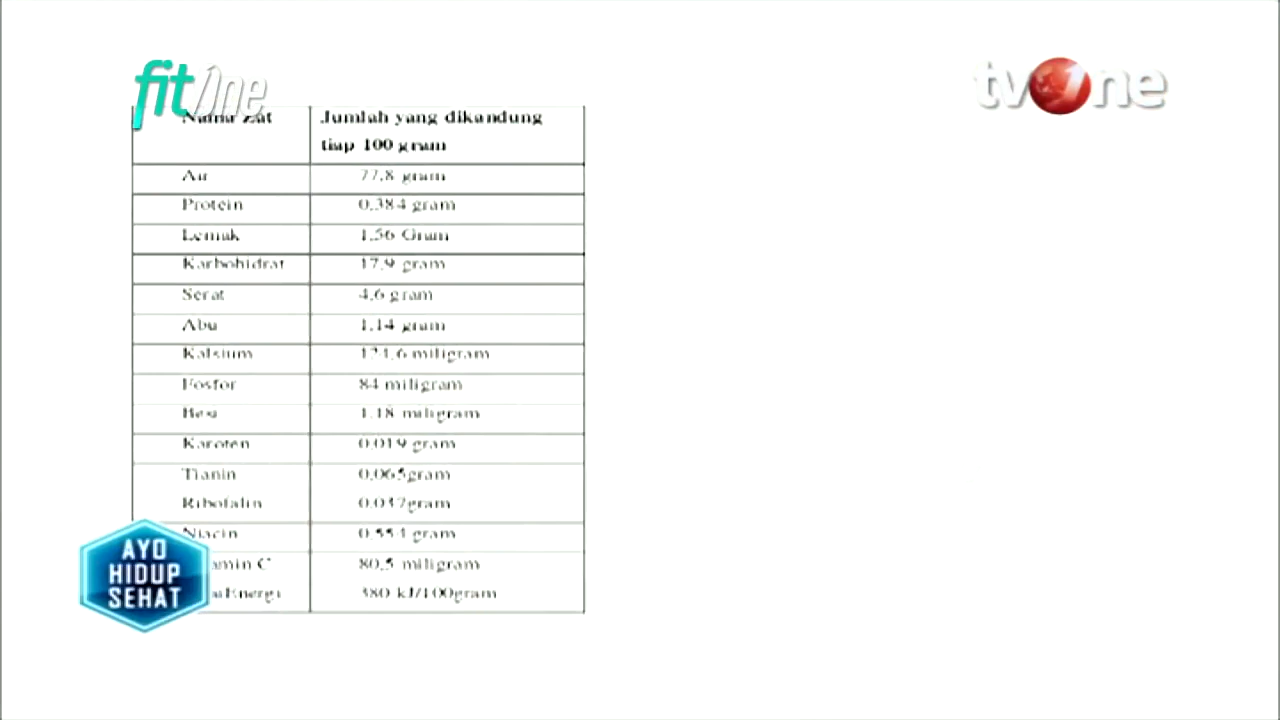 fitOne
tvOne
Nama Zat Jumlah yang dikandung
tiap 100 gram
Air 77,8 gram
Protein 0,384 gram
Lemak 1,56 Gram
Karbohidrat 17,9 gram
Serat 4,6 gram
Abu 1,14 gram
Kalsium miligram
Fosfor 84 miligram
Besi 1,18 miligram
Karoten 0,019 gram
Tianin 0,065gram
Ribofalin 0,037gram
Niacin gram
amin C 80,5 miligram
Energi 380 kJ/100gram
AYO
HIDUP
SEHAT